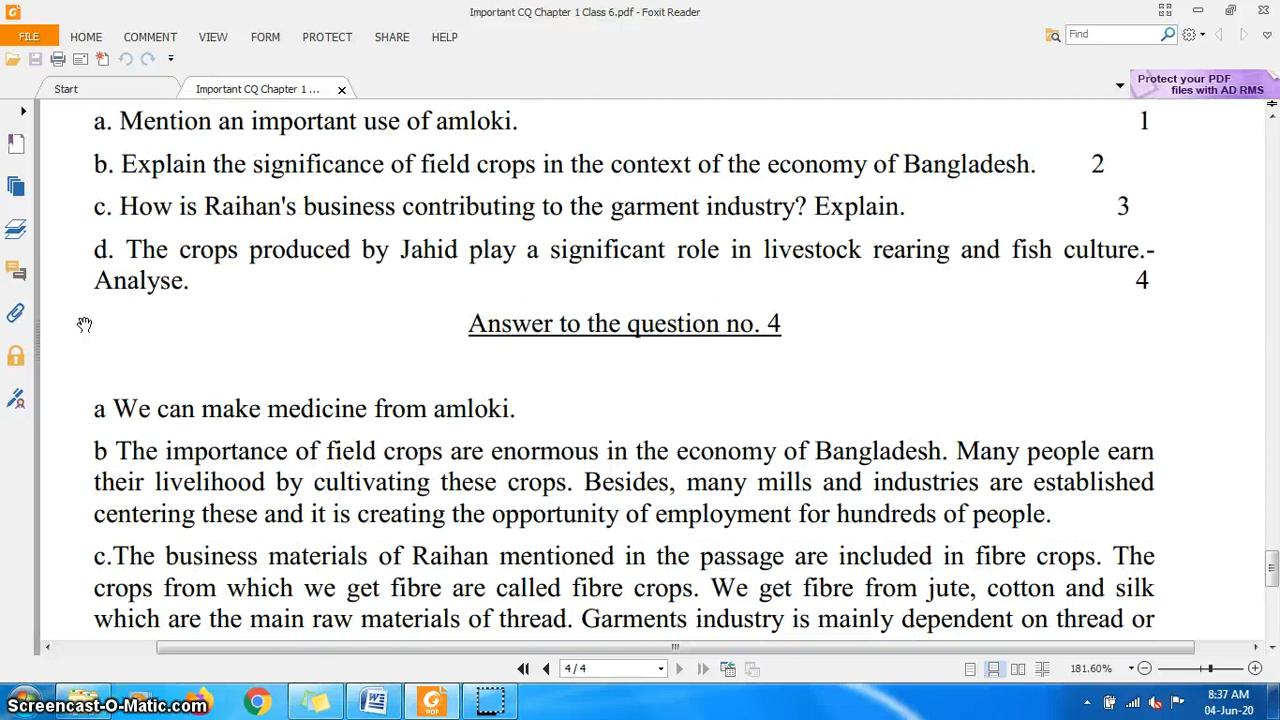 Important CQ Chapter 1 Class 6.pdf - Foxit Reader
FILE HOME COMMENT VIEW FORM PROTECT SHARE HELP Find
Start Important CQ Chapter 1 ... Protect your PDF
files with AD RMS
a. Mention an important use of amloki. 1
b. Explain the significance of field crops in the context of the economy of Bangladesh. 2
c. How is Raihan's business contributing to the garment industry? Explain. 3
d. The crops produced by Jahid play a significant role in livestock rearing and fish culture.-
Analyse. 4
Answer to the question no. 4
a We can make medicine from amloki.
b The importance of field crops are enormous in the economy of Bangladesh. Many people earn
their livelihood by cultivating these crops. Besides, many mills and industries are established
centering these and it is creating the opportunity of employment for hundreds of people.
c.The business materials of Raihan mentioned in the passage are included in fibre crops. The
crops from which we get fibre are called fibre crops. We get fibre from jute, cotton and silk
which are the main raw materials of thread. Garments industry is mainly dependent on thread or
4 / 4 181.60%
Screencast-O-Matic.com
PDF
8:37 AM
04-Jun-20